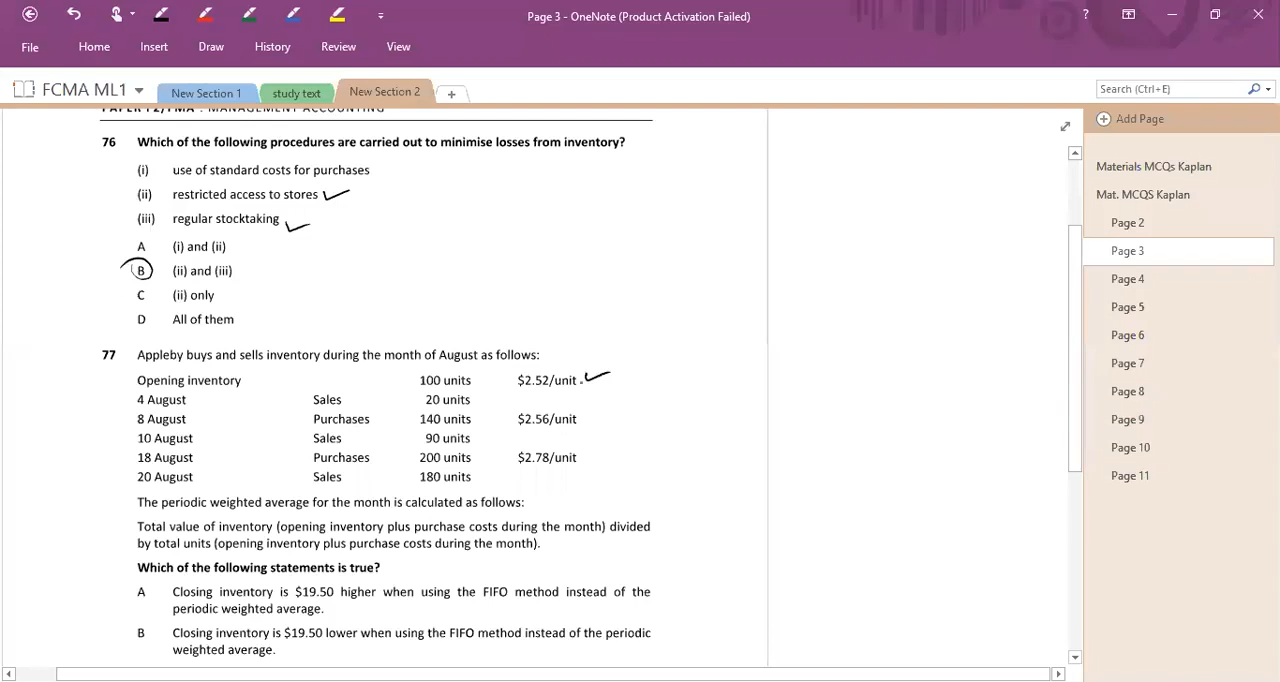 Page 3 - OneNote (Product Activation Failed)
?
File Home Insert Draw History Review View
FCMA ML1 New Section 1 study text New Section 2 +
Search (Ctrl+E)
PAPER F2/FMA : MANAGEMENT ACCOUNTING
76 Which of the following procedures are carried out to minimise losses from inventory?
(i) use of standard costs for purchases
(ii) restricted access to stores
(iii) regular stocktaking
A (i) and (ii)
B (ii) and (iii)
C (ii) only
D All of them
77 Appleby buys and sells inventory during the month of August as follows:
Opening inventory 100 units $2.52/unit
4 August Sales 20 units
8 August Purchases 140 units $2.56/unit
10 August Sales 90 units
18 August Purchases 200 units $2.78/unit
20 August Sales 180 units
The periodic weighted average for the month is calculated as follows:
Total value of inventory (opening inventory plus purchase costs during the month) divided
by total units (opening inventory plus purchase costs during the month).
Which of the following statements is true?
A Closing inventory is $19.50 higher when using the FIFO method instead of the
periodic weighted average.
B Closing inventory is $19.50 lower when using the FIFO method instead of the periodic
weighted average.
Add Page
Materials MCQs Kaplan
Mat. MCQS Kaplan
Page 2
Page 3
Page 4
Page 5
Page 6
Page 7
Page 8
Page 9
Page 10
Page 11